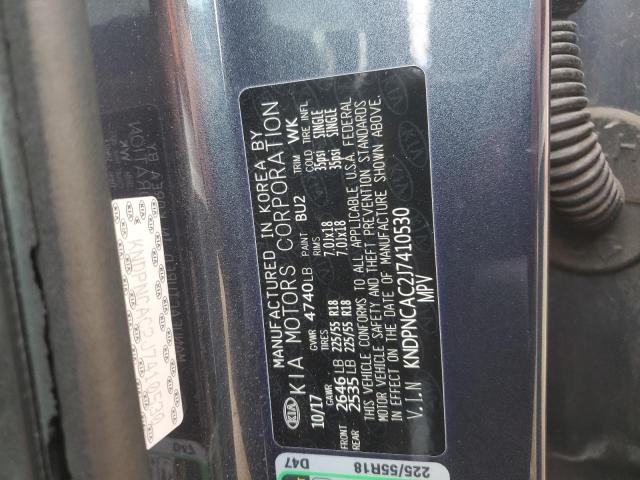 MANUFACTURED IN KOREA BY
KIA MOTORS CORPORATION
KIA
10/17 GVWR 4740LB PAINT BU2 TRIM WK
GAWR TIRES RIMS COLD TIRE INFL
FRONT 2646LB 225/55 R18 7.0Jx18 35psi SINGLE
REAR 2535LB 225/55 R18 7.0Jx18 35psi SINGLE
THIS VEHICLE CONFORMS TO ALL APPLICABLE U.S.A. FEDERAL
MOTOR VEHICLE SAFETY AND THEFT PREVENTION STANDARDS
IN EFFECT ON THE DATE OF MANUFACTURE SHOWN ABOVE.
V.I.N KNDPNCAC2J7410530
MPV
225/55R18
D47